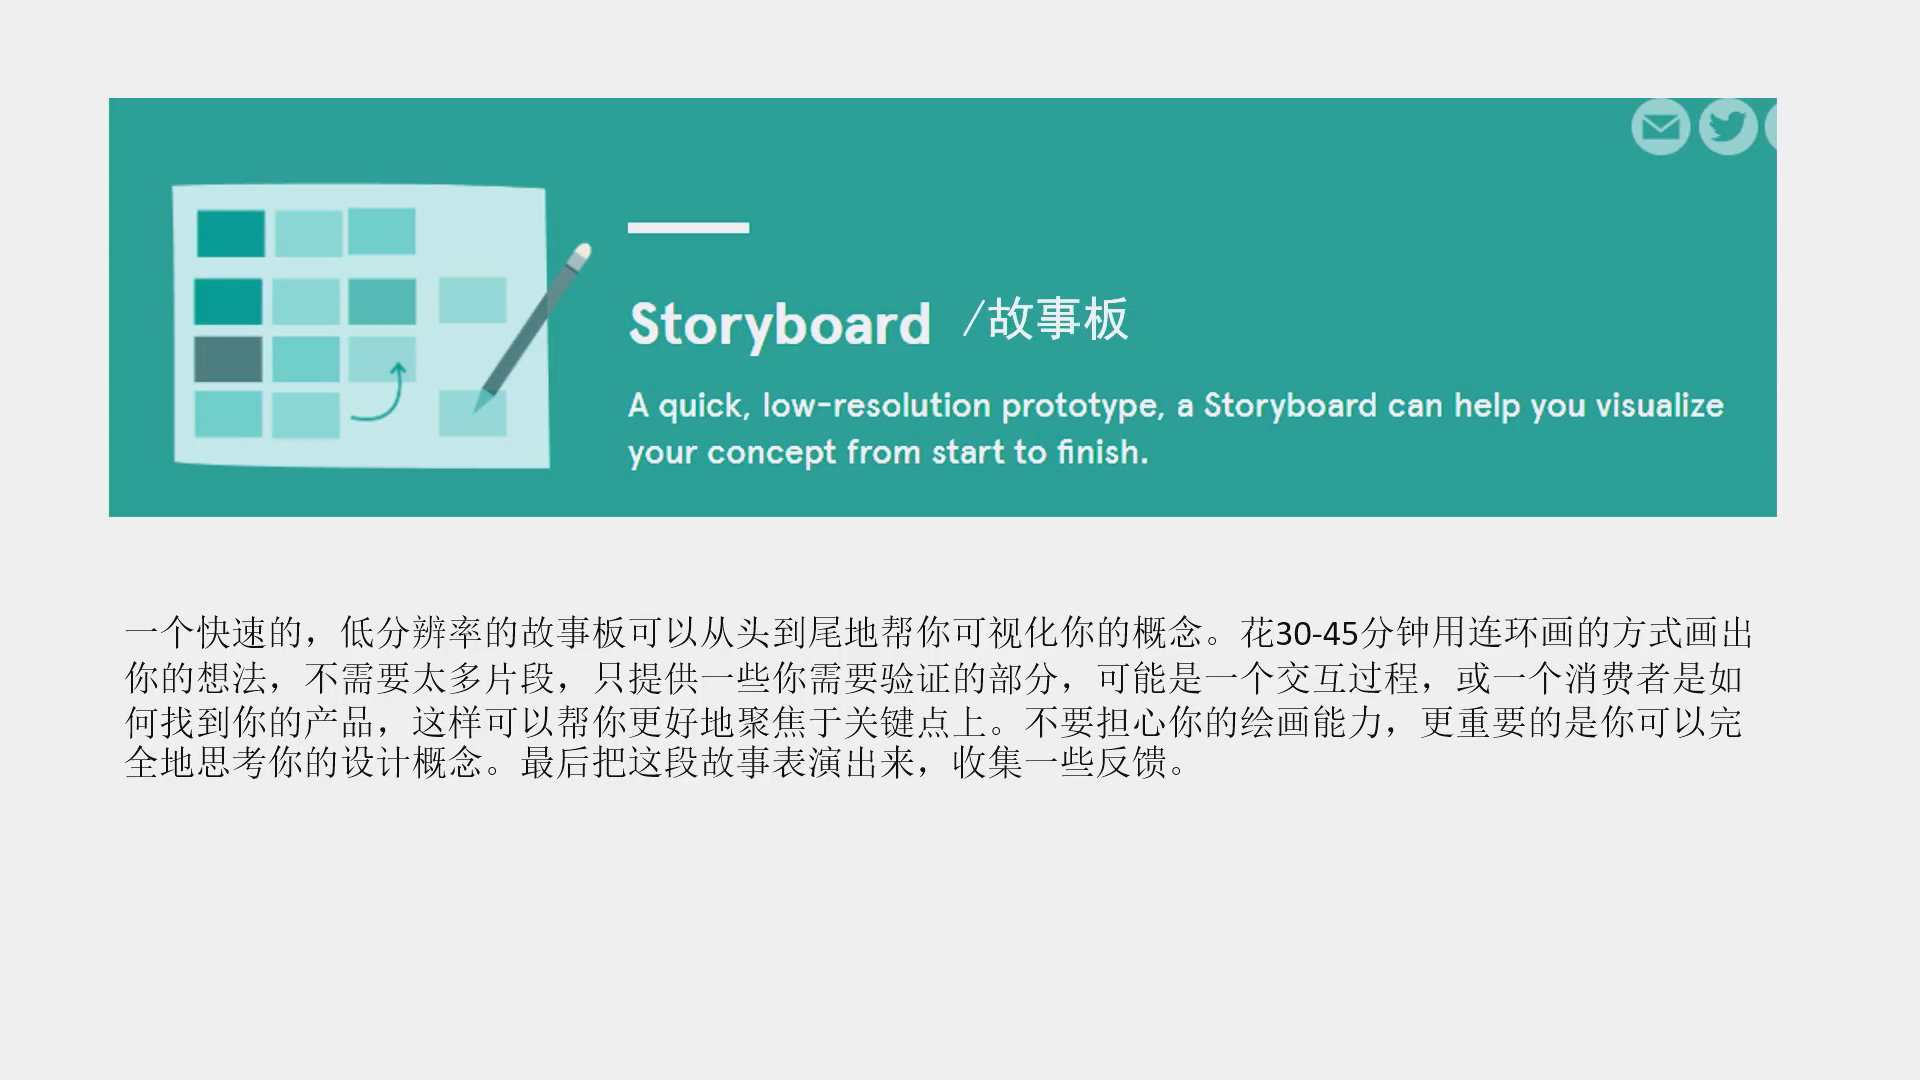 Storyboard /故事板
A quick, low-resolution prototype, a Storyboard can help you visualize
your concept from start to finish.
一个快速的，低分辨率的故事板可以从头到尾地帮你可视化你的概念。花30-45分钟用连环画的方式画出
你的想法，不需要太多片段，只提供一些你需要验证的部分，可能是一个交互过程，或一个消费者是如
何找到你的产品，这样可以帮你更好地聚焦于关键点上。不要担心你的绘画能力，更重要的是你可以完
全地思考你的设计概念。最后把这段故事表演出来，收集一些反馈。